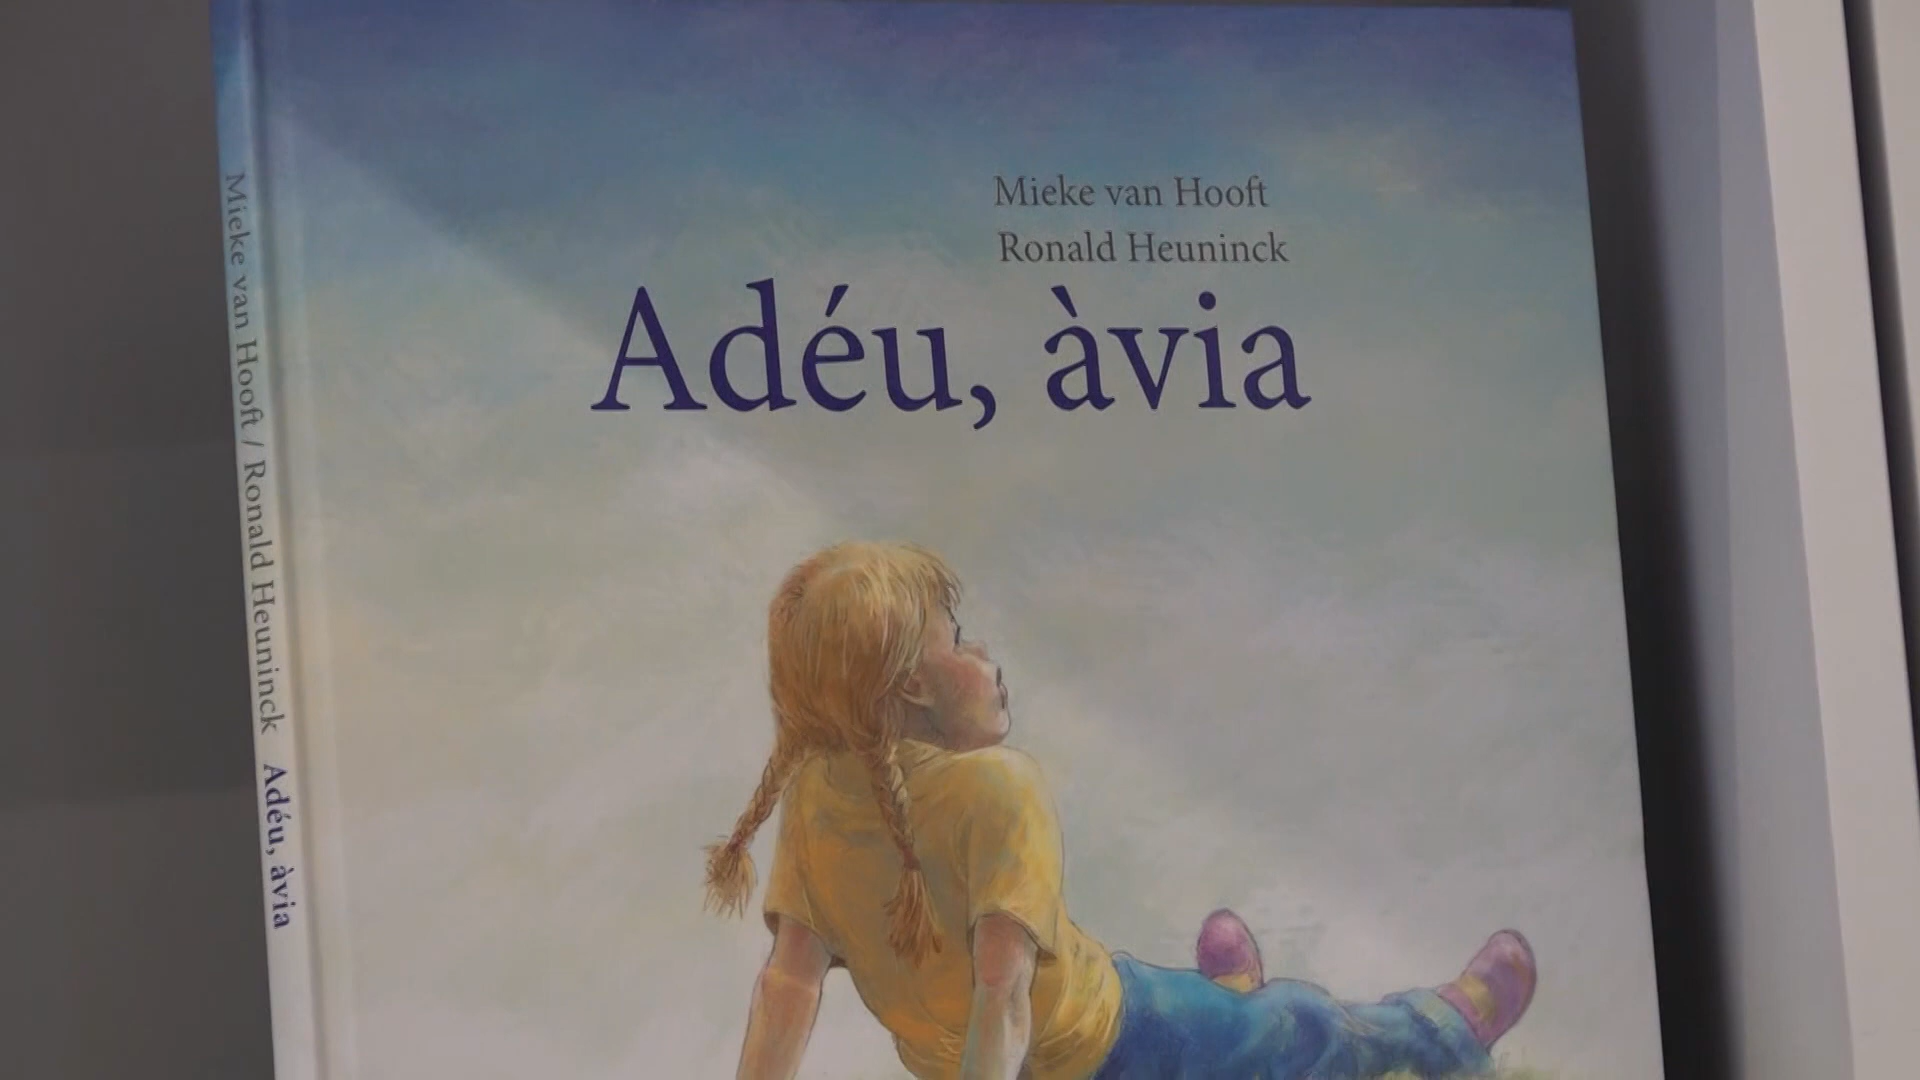 Mieke van Hooft
Ronald Heuninck
Adéu, àvia
Mieke van Hooft / Ronald Heuninck Adéu, àvia